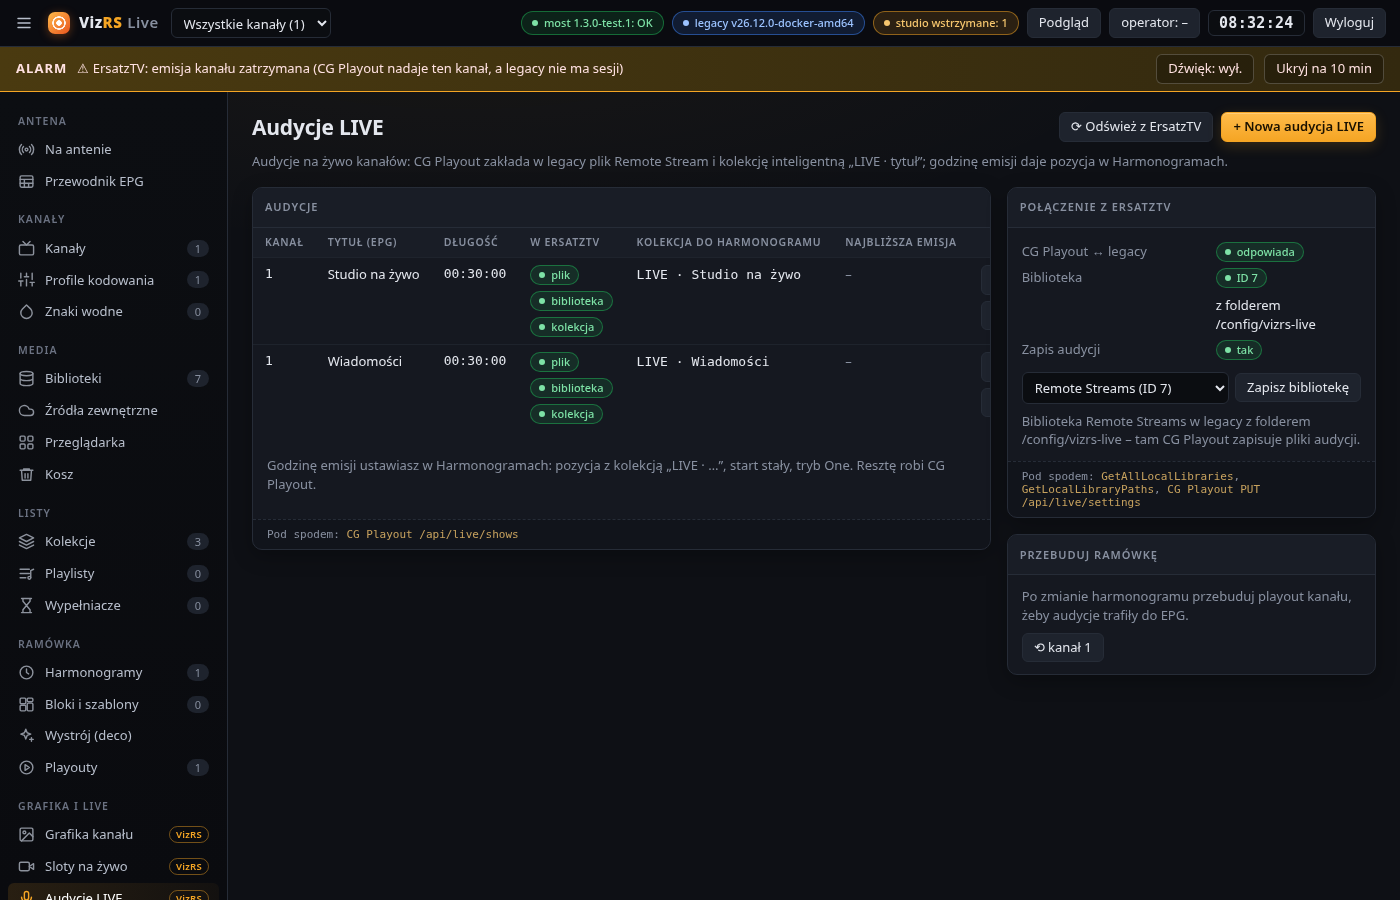 VizRS Live
Wszystkie kanały (1)
most 1.3.0-test.1: OK
legacy v26.12.0-docker-amd64
studio wstrzymane: 1
Podgląd
operator: –
08:32:24
Wyloguj
ALARM ⚠ ErsatzTV: emisja kanału zatrzymana (CG Playout nadaje ten kanał, a legacy nie ma sesji)
Dźwięk: wył.
Ukryj na 10 min
ANTENA
Na antenie
Przewodnik EPG
KANAŁY
Kanały 1
Profile kodowania 1
Znaki wodne 0
MEDIA
Biblioteki 7
Źródła zewnętrzne
Przeglądarka
Kosz
LISTY
Kolekcje 3
Playlisty 0
Wypełniacze 0
RAMÓWKA
Harmonogramy 1
Bloki i szablony 0
Wystrój (deco)
Playouty 1
GRAFIKA I LIVE
Grafika kanału VizRS
Sloty na żywo VizRS
Audycje LIVE VizRS
Audycje LIVE
⟳ Odśwież z ErsatzTV
+ Nowa audycja LIVE
Audycje na żywo kanałów: CG Playout zakłada w legacy plik Remote Stream i kolekcję inteligentną „LIVE · tytuł”; godzinę emisji daje pozycja w Harmonogramach.
AUDYCJE
KANAŁ TYTUŁ (EPG) DŁUGOŚĆ W ERSATZTV KOLEKCJA DO HARMONOGRAMU NAJBLIŻSZA EMISJA
1 Studio na żywo 00:30:00 plik LIVE · Studio na żywo –
biblioteka
kolekcja
1 Wiadomości 00:30:00 plik LIVE · Wiadomości –
biblioteka
kolekcja
Godzinę emisji ustawiasz w Harmonogramach: pozycja z kolekcją „LIVE · …”, start stały, tryb One. Resztę robi CG
Playout.
Pod spodem: CG Playout /api/live/shows
POŁĄCZENIE Z ERSATZTV
CG Playout ↔ legacy odpowiada
Biblioteka ID 7
z folderem
/config/vizrs-live
Zapis audycji tak
Remote Streams (ID 7)
Zapisz bibliotekę
Biblioteka Remote Streams w legacy z folderem
/config/vizrs-live – tam CG Playout zapisuje pliki audycji.
Pod spodem: GetAllLocalLibraries,
GetLocalLibraryPaths, CG Playout PUT
/api/live/settings
PRZEBUDUJ RAMÓWKĘ
Po zmianie harmonogramu przebuduj playout kanału,
żeby audycje trafiły do EPG.
⟲ kanał 1